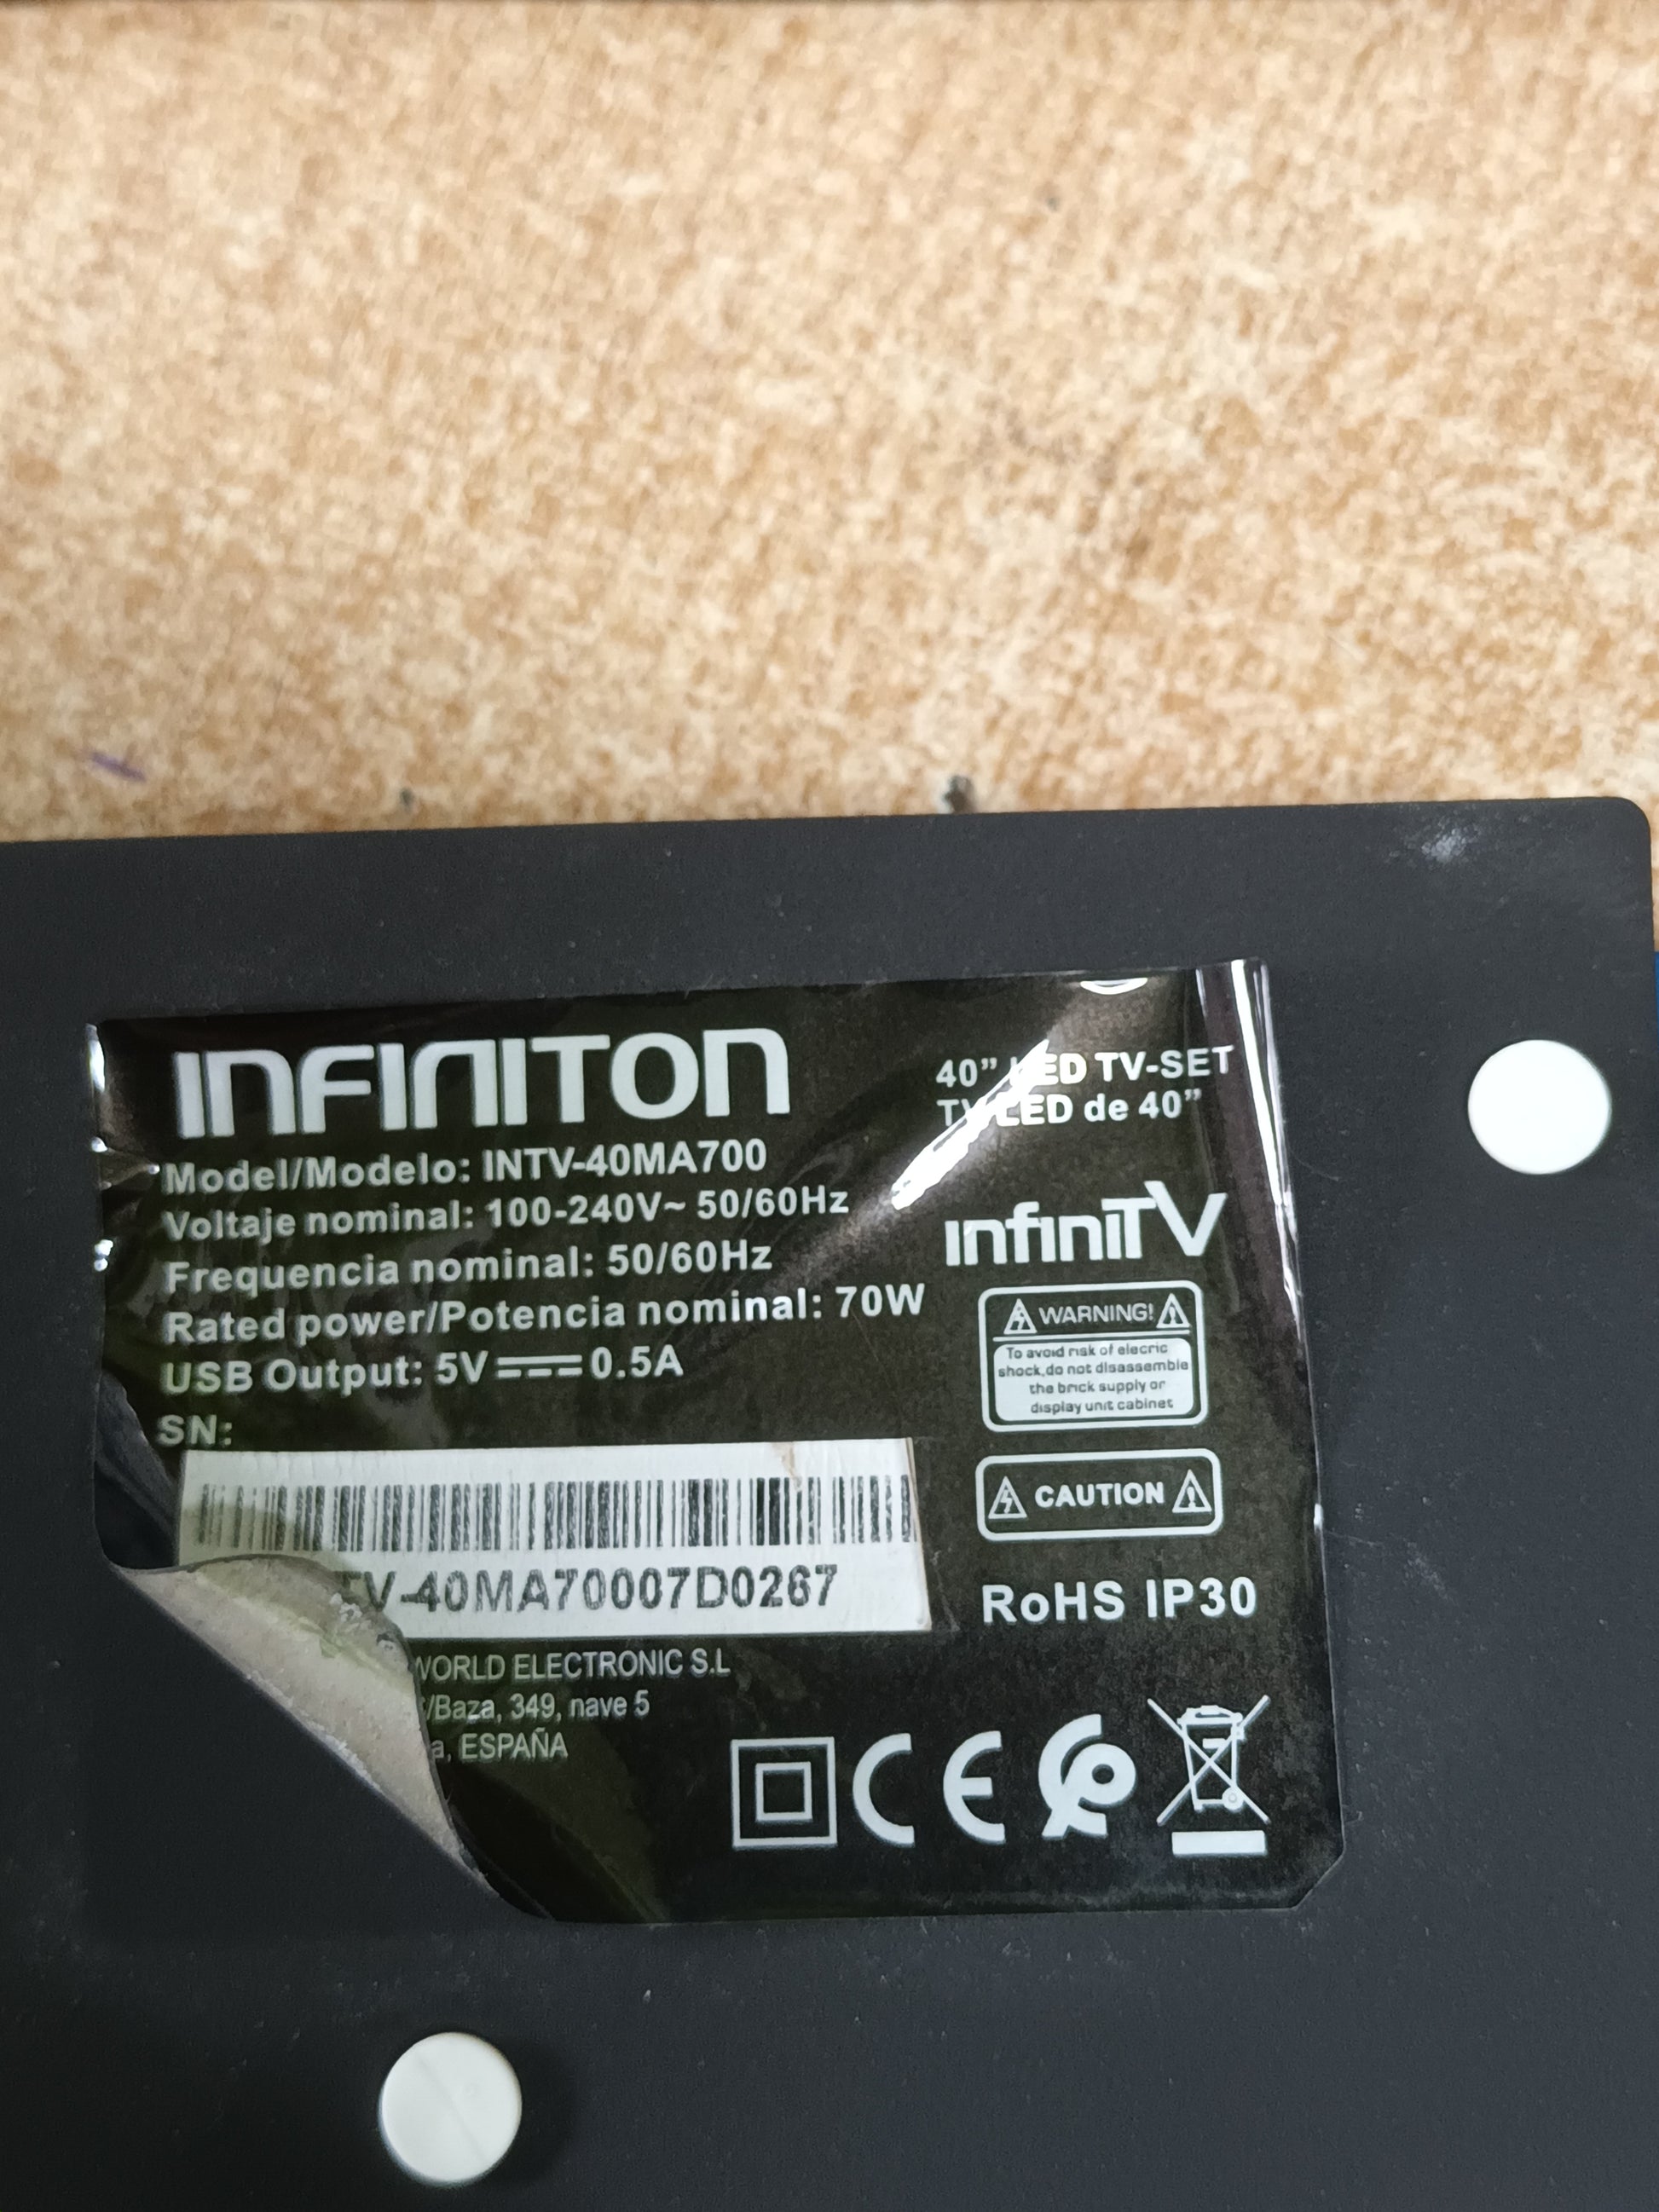 INFINITON
40" LED TV-SET
TV LED de 40"
Model/Modelo: INTV-40MA700
Voltaje nominal: 100-240V~ 50/60Hz
Frequencia nominal: 50/60Hz
Rated power/Potencia nominal: 70W
USB Output: 5V⎓0.5A
SN:
TV-40MA70007D0267
WORLD ELECTRONIC S.L
/Baza, 349, nave 5
a, ESPAÑA
infiniTV
WARNING!
To avoid risk of elecric
shock,do not disassemble
the brick supply or
display unit cabinet
CAUTION
RoHS IP30
CE